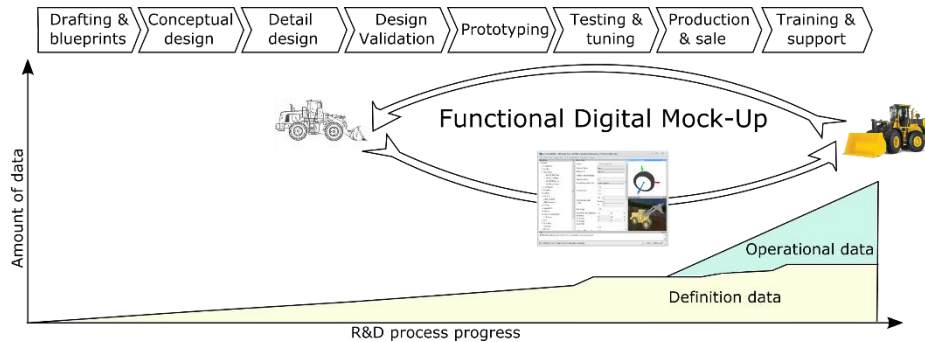 Drafting &
blueprints
Conceptual
design
Detail
design
Design
Validation
Prototyping
Testing &
tuning
Production
& sale
Training &
support
Functional Digital Mock-Up
Amount of data
Operational data
Definition data
R&D process progress